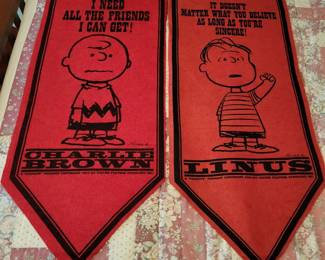 I NEED
ALL THE FRIENDS
I CAN GET!
CHARLIE
BROWN
IT DOESN'T
MATTER WHAT YOU BELIEVE
AS LONG AS YOU'RE
SINCERE!
LINUS